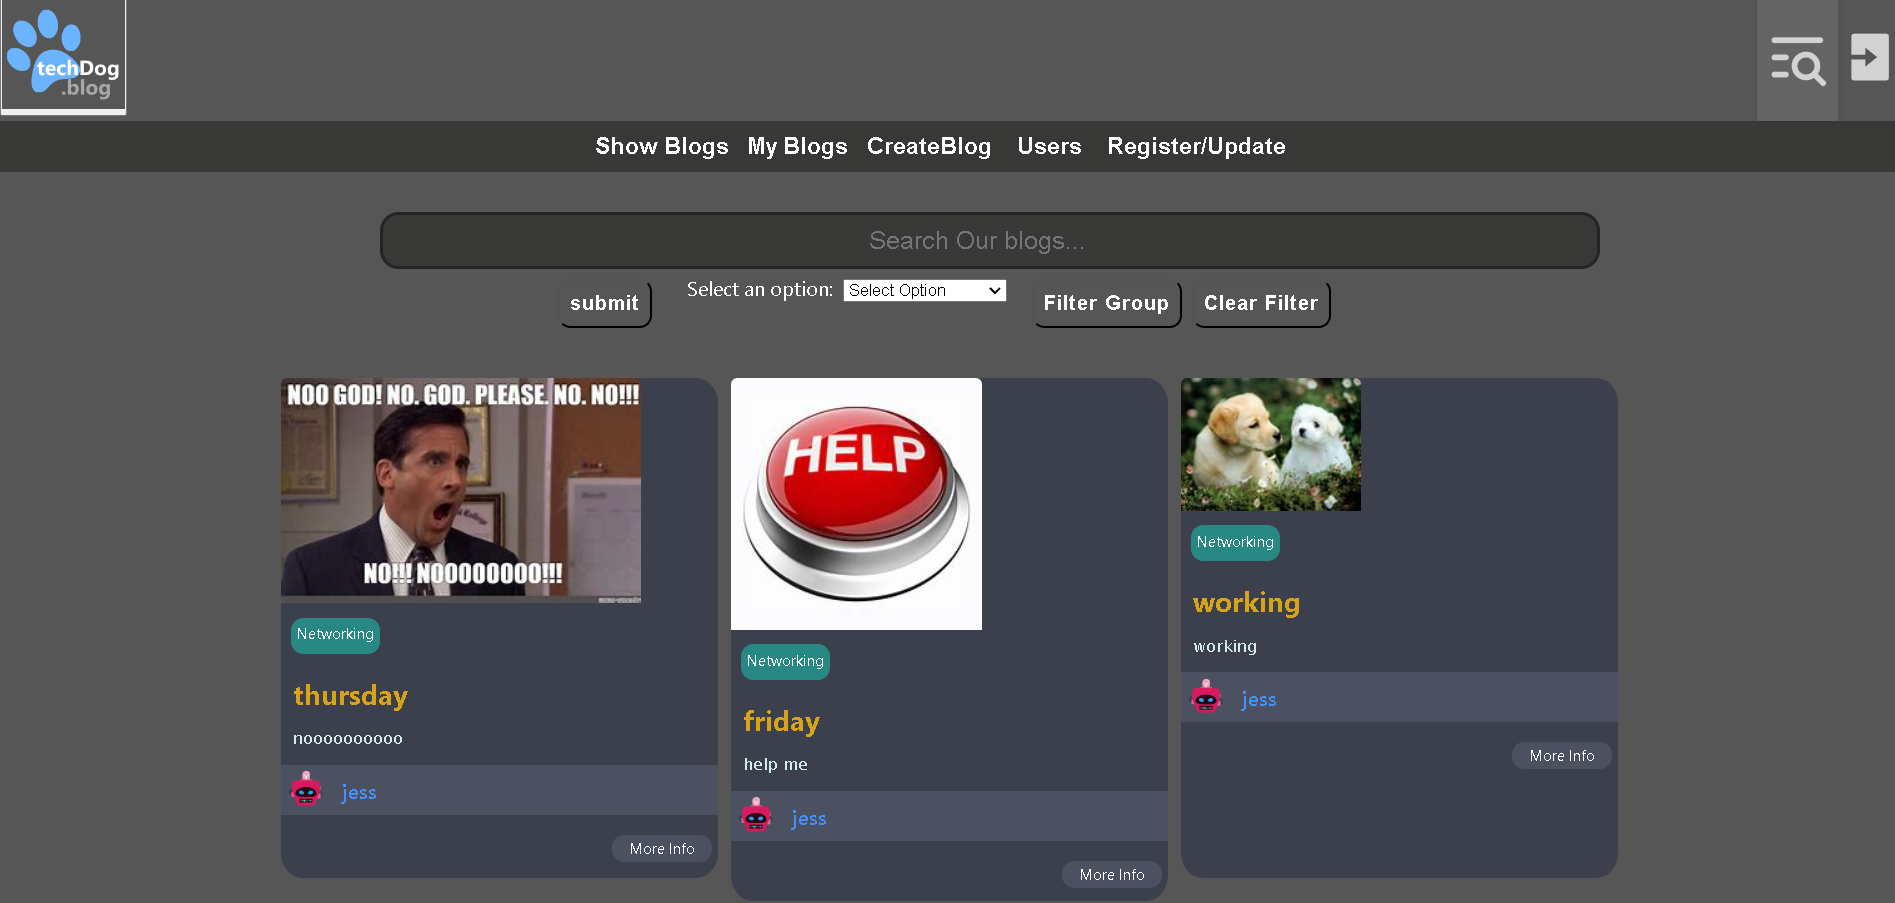 techDog
.blog
Show Blogs My Blogs CreateBlog Users Register/Update
Search Our blogs...
submit Select an option: Select Option Filter Group Clear Filter
NOO GOD! NO. GOD. PLEASE. NO. NO!!!
NO!!! NOOOOOOOO!!!
Networking
thursday
noooooooooo
jess
More Info
HELP
Networking
friday
help me
jess
More Info
Networking
working
working
jess
More Info